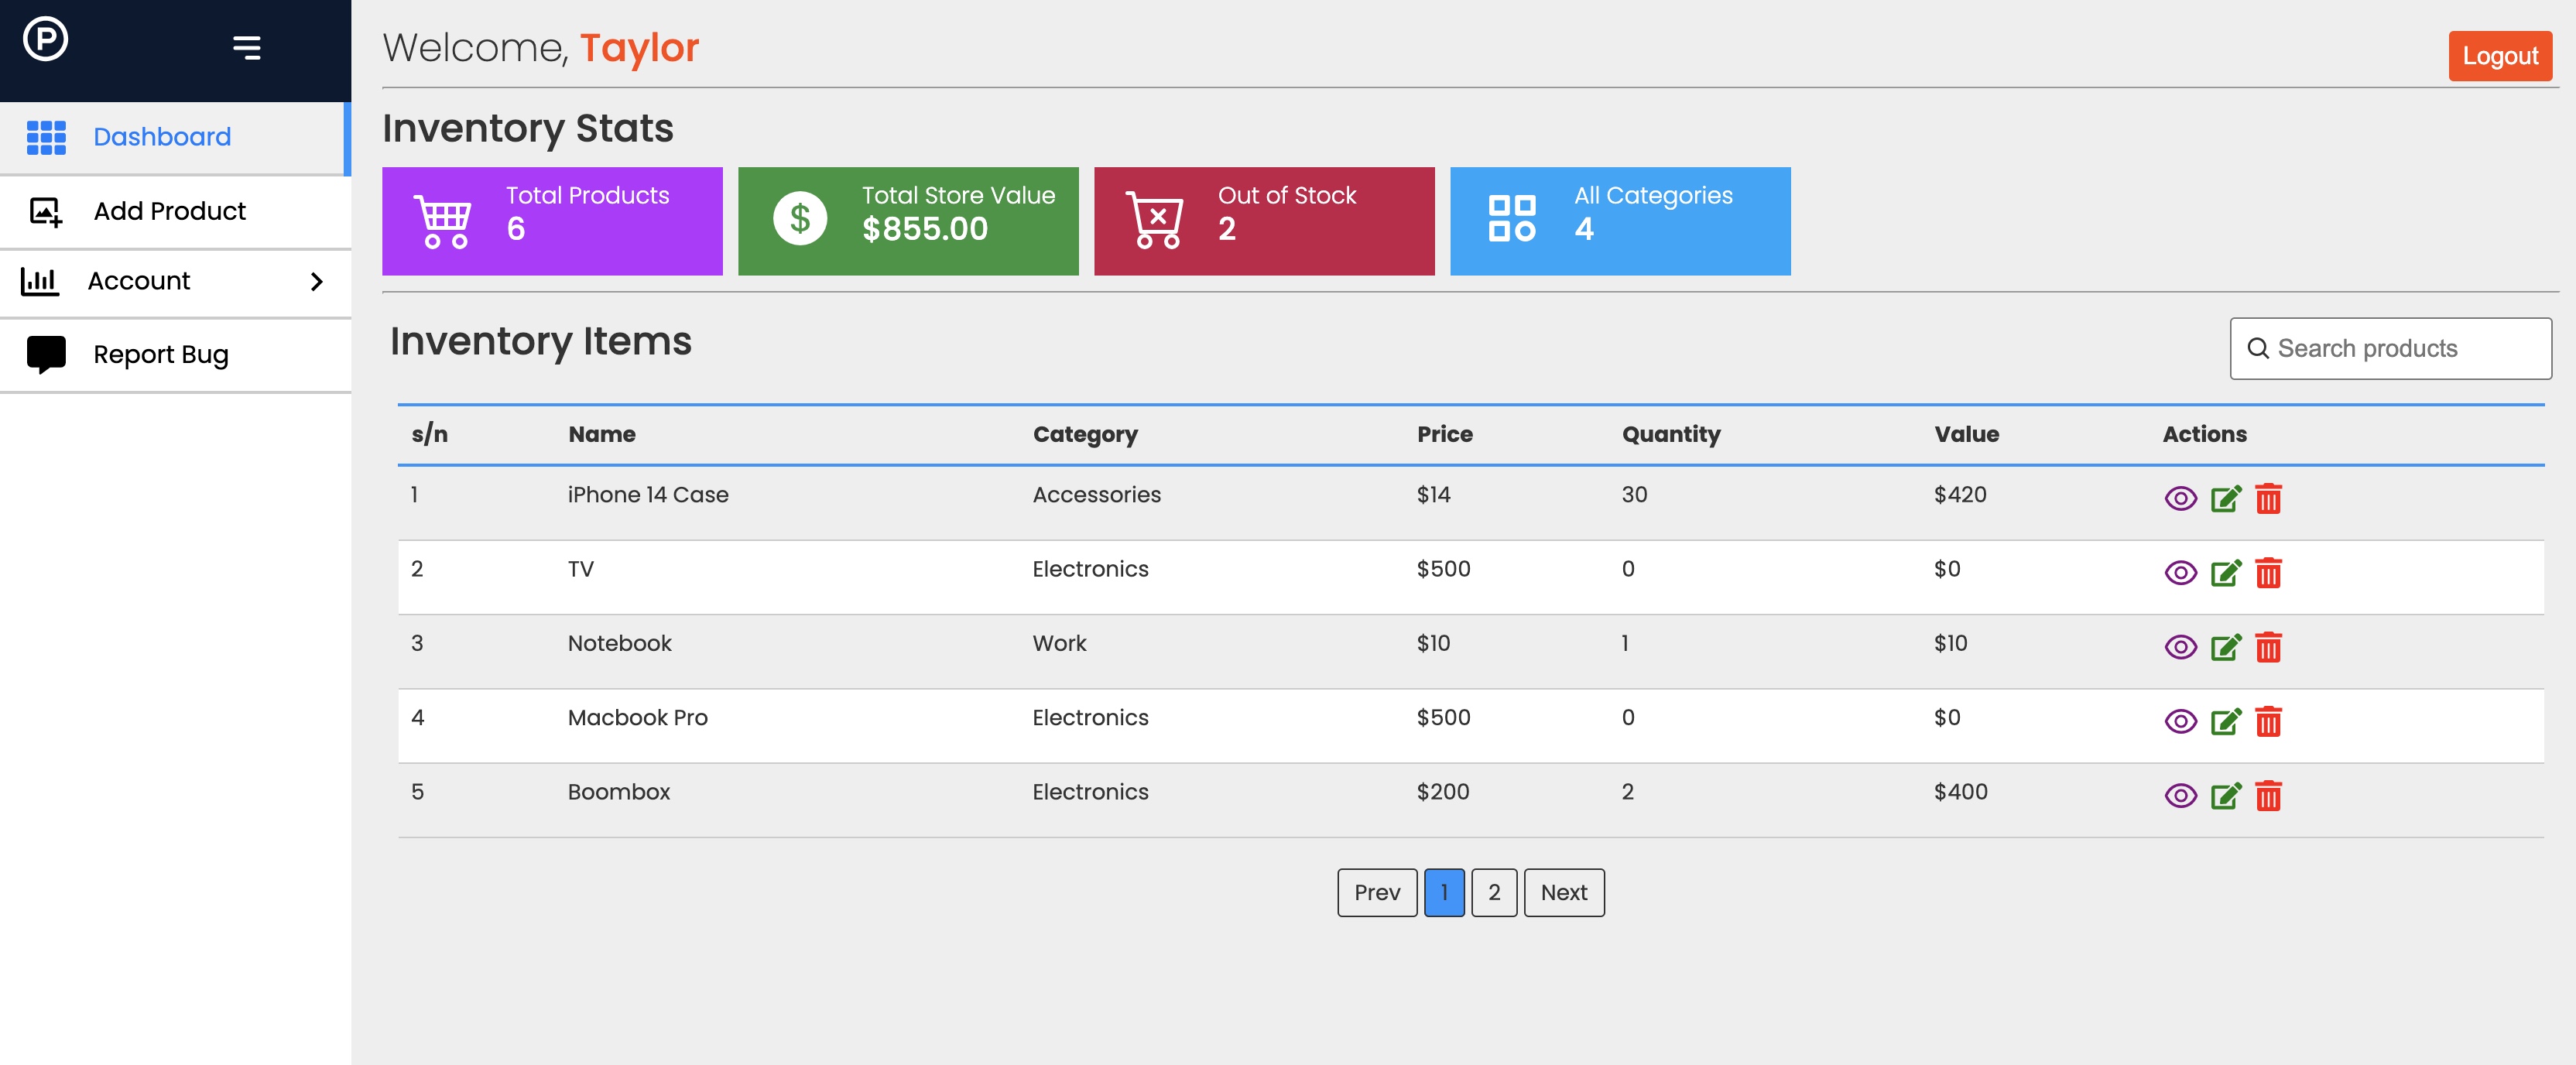 P
Welcome, Taylor
Logout
Dashboard
Add Product
Account
Report Bug
Inventory Stats
Total Products
6
$
Total Store Value
$855.00
Out of Stock
2
All Categories
4
Inventory Items
Search products
s/n Name Category Price Quantity Value Actions
1 iPhone 14 Case Accessories $14 30 $420
2 TV Electronics $500 0 $0
3 Notebook Work $10 1 $10
4 Macbook Pro Electronics $500 0 $0
5 Boombox Electronics $200 2 $400
Prev 1 2 Next